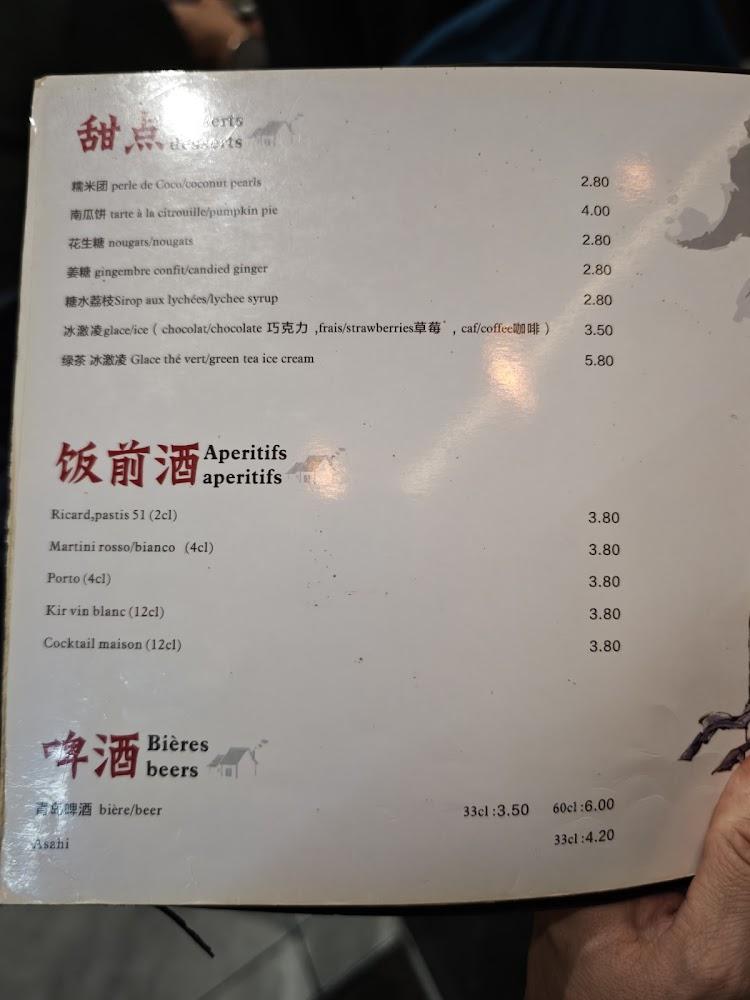 甜点
desserts
糯米团 perle de Coco/coconut pearls 2.80
南瓜饼 tarte à la citrouille/pumpkin pie 4.00
花生糖 nougats/nougats 2.80
姜糖 gingembre confit/candied ginger 2.80
糖水荔枝Sirop aux lychées/lychee syrup 2.80
冰激凌glace/ice ( chocolat/chocolate 巧克力 ,frais/strawberries草莓 , caf/coffee咖啡 ) 3.50
绿茶 冰激凌 Glace thé vert/green tea ice cream 5.80
饭前酒 Aperitifs
aperitifs
Ricard,pastis 51 (2cl) 3.80
Martini rosso/bianco (4cl) 3.80
Porto (4cl) 3.80
Kir vin blanc (12cl) 3.80
Cocktail maison (12cl) 3.80
啤酒 Bières
beers
青岛啤酒 bière/beer 33cl :3.50 60cl :6.00
Asahi 33cl :4.20